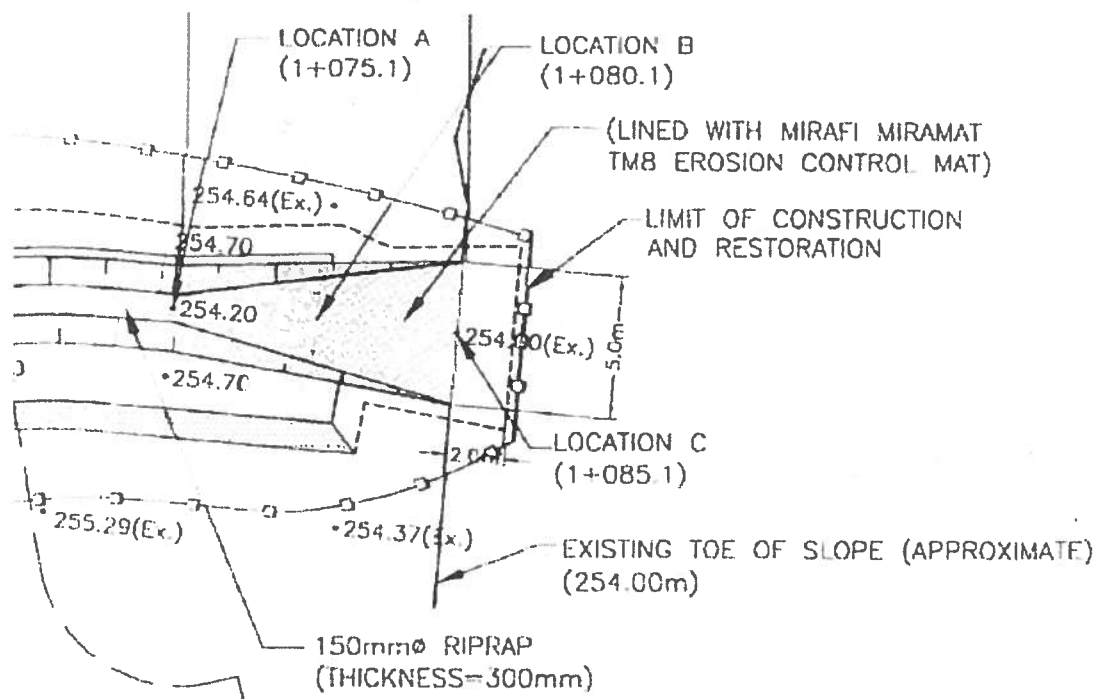 LOCATION A
(1+075.1)
LOCATION B
(1+080.1)
(LINED WITH MIRAFI MIRAMAT
TM8 EROSION CONTROL MAT)
254.64(Ex.)
LIMIT OF CONSTRUCTION
AND RESTORATION
254.70
254.20
(Ex.)
5.0m
254.70
LOCATION C
(1+085.1)
255.29(Ex.)
254.37(Ex.)
EXISTING TOE OF SLOPE (APPROXIMATE)
(254.00m)
150mmø RIPRAP
(THICKNESS=300mm)